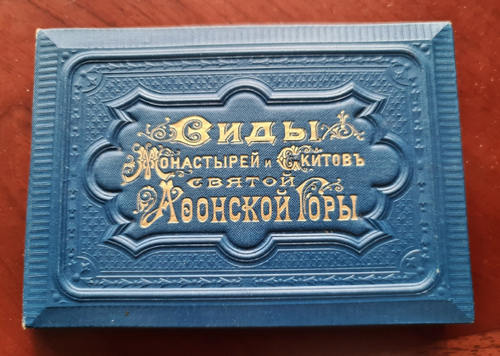 Виды
Монастырей и Скитовъ
Святой
Аѳонской Горы